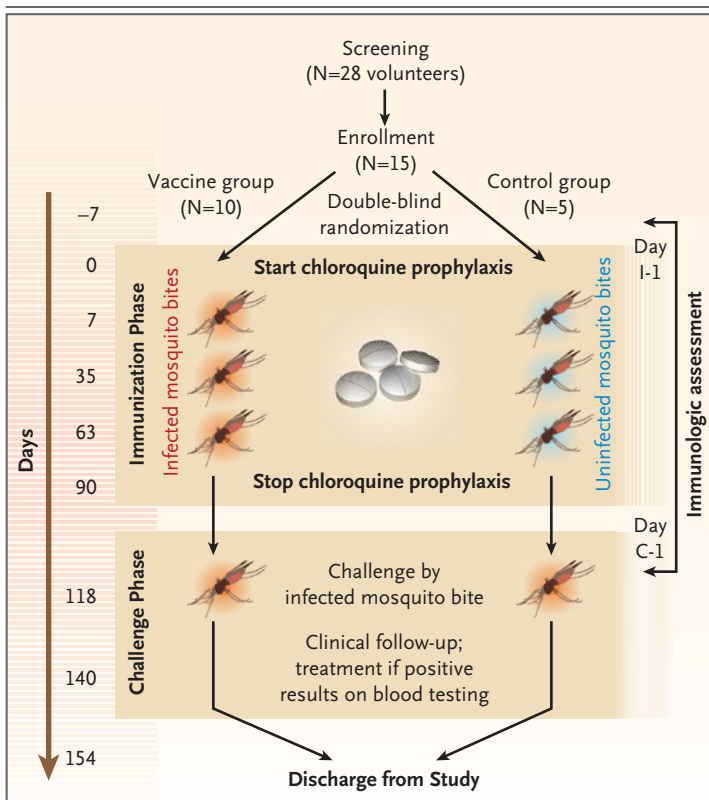 Screening
(N=28 volunteers)
Enrollment
(N=15)
Vaccine group
(N=10)
Double-blind
randomization
Control group
(N=5)
Days
−7
0
7
35
63
90
118
140
154
Immunization Phase
Start chloroquine prophylaxis
Infected mosquito bites
Uninfected mosquito bites
Stop chloroquine prophylaxis
Day
I-1
Immunologic assessment
Day
C-1
Challenge Phase
Challenge by
infected mosquito bite
Clinical follow-up;
treatment if positive
results on blood testing
Discharge from Study